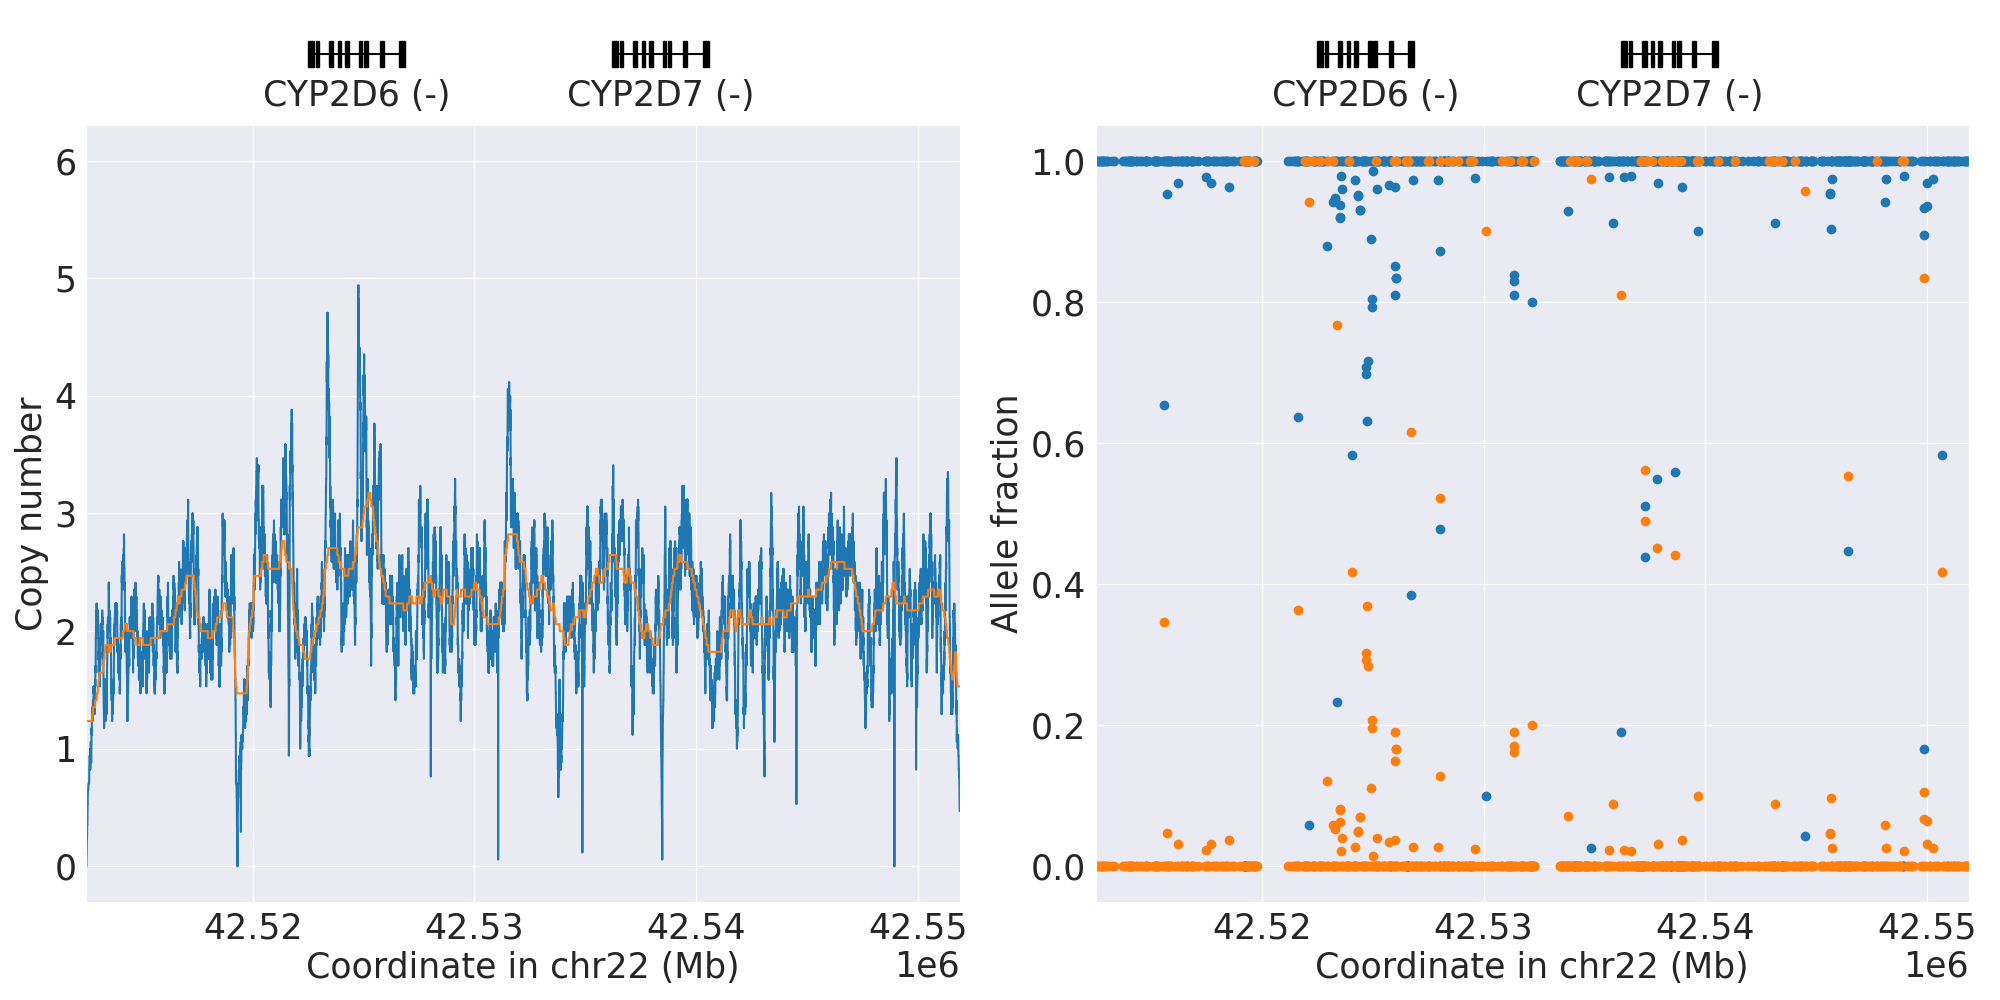 CYP2D6 (-) CYP2D7 (-)
Copy number
6
5
4
3
2
1
0
42.52 42.53 42.54 42.55
Coordinate in chr22 (Mb) 1e6
CYP2D6 (-) CYP2D7 (-)
Allele fraction
1.0
0.8
0.6
0.4
0.2
0.0
42.52 42.53 42.54 42.55
Coordinate in chr22 (Mb) 1e6